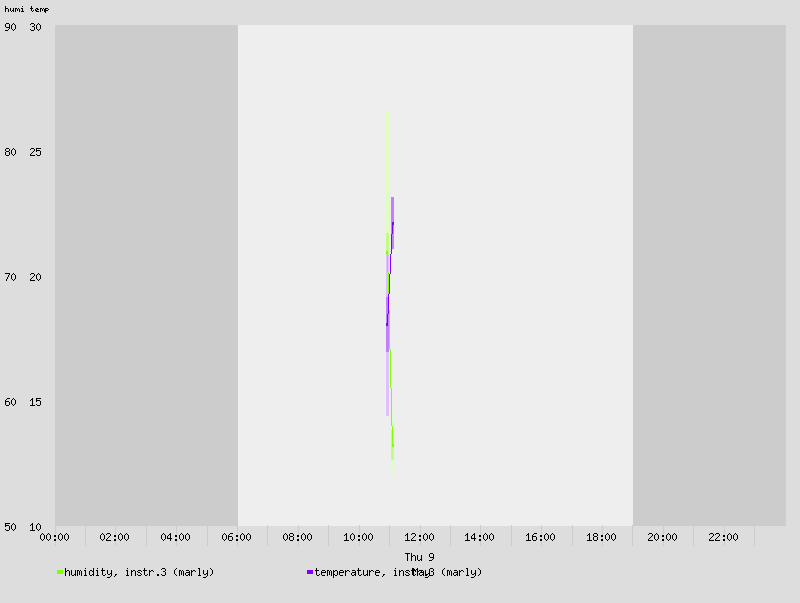 humi temp
90 30
80 25
70 20
60 15
50 10
00:00 02:00 04:00 06:00 08:00 10:00 12:00 14:00 16:00 18:00 20:00 22:00
Thu 9
humidity, instr.3 (marly) temperature, instr.3 (marly)